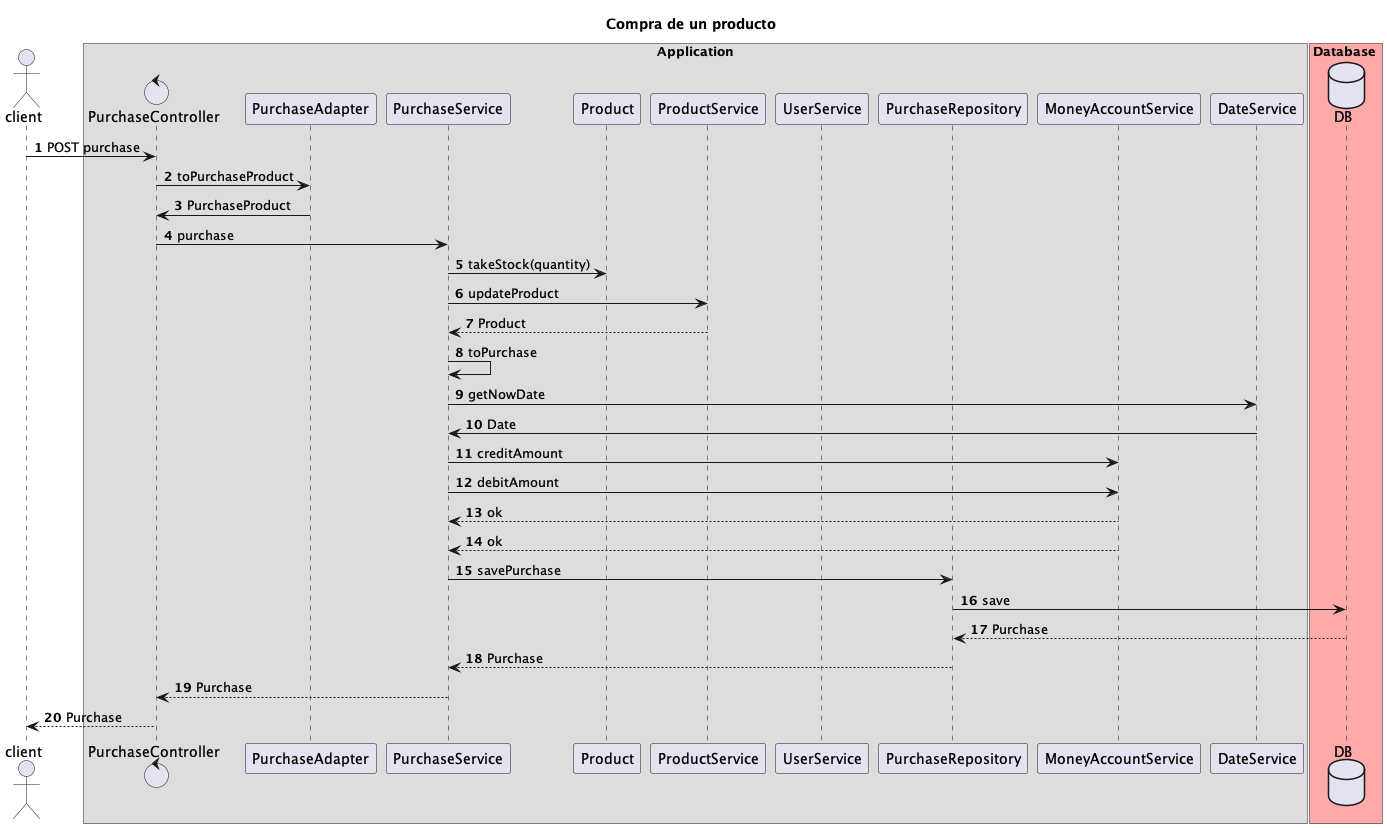 Compra de un producto
Application
Database
client
PurchaseController
PurchaseAdapter
PurchaseService
Product
ProductService
UserService
PurchaseRepository
MoneyAccountService
DateService
DB
1 POST purchase
2 toPurchaseProduct
3 PurchaseProduct
4 purchase
5 takeStock(quantity)
6 updateProduct
7 Product
8 toPurchase
9 getNowDate
10 Date
11 creditAmount
12 debitAmount
13 ok
14 ok
15 savePurchase
16 save
17 Purchase
18 Purchase
19 Purchase
20 Purchase
client
PurchaseController
PurchaseAdapter
PurchaseService
Product
ProductService
UserService
PurchaseRepository
MoneyAccountService
DateService
DB